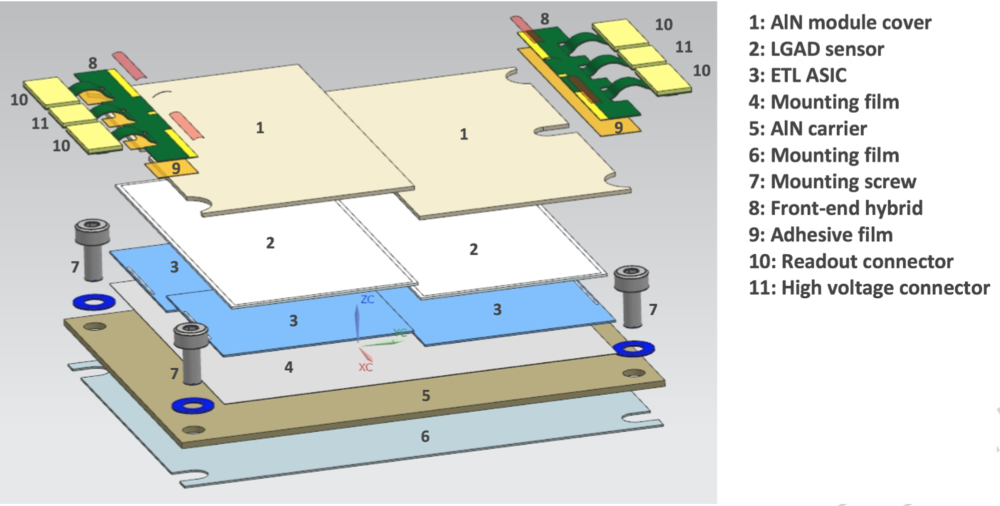 8
10
11
10
9
1
2
3
7
3
4
7
5
6
1
2
3
8
10
11
10
9
7
ZC
YC
XC
1: AlN module cover
2: LGAD sensor
3: ETL ASIC
4: Mounting film
5: AlN carrier
6: Mounting film
7: Mounting screw
8: Front-end hybrid
9: Adhesive film
10: Readout connector
11: High voltage connector